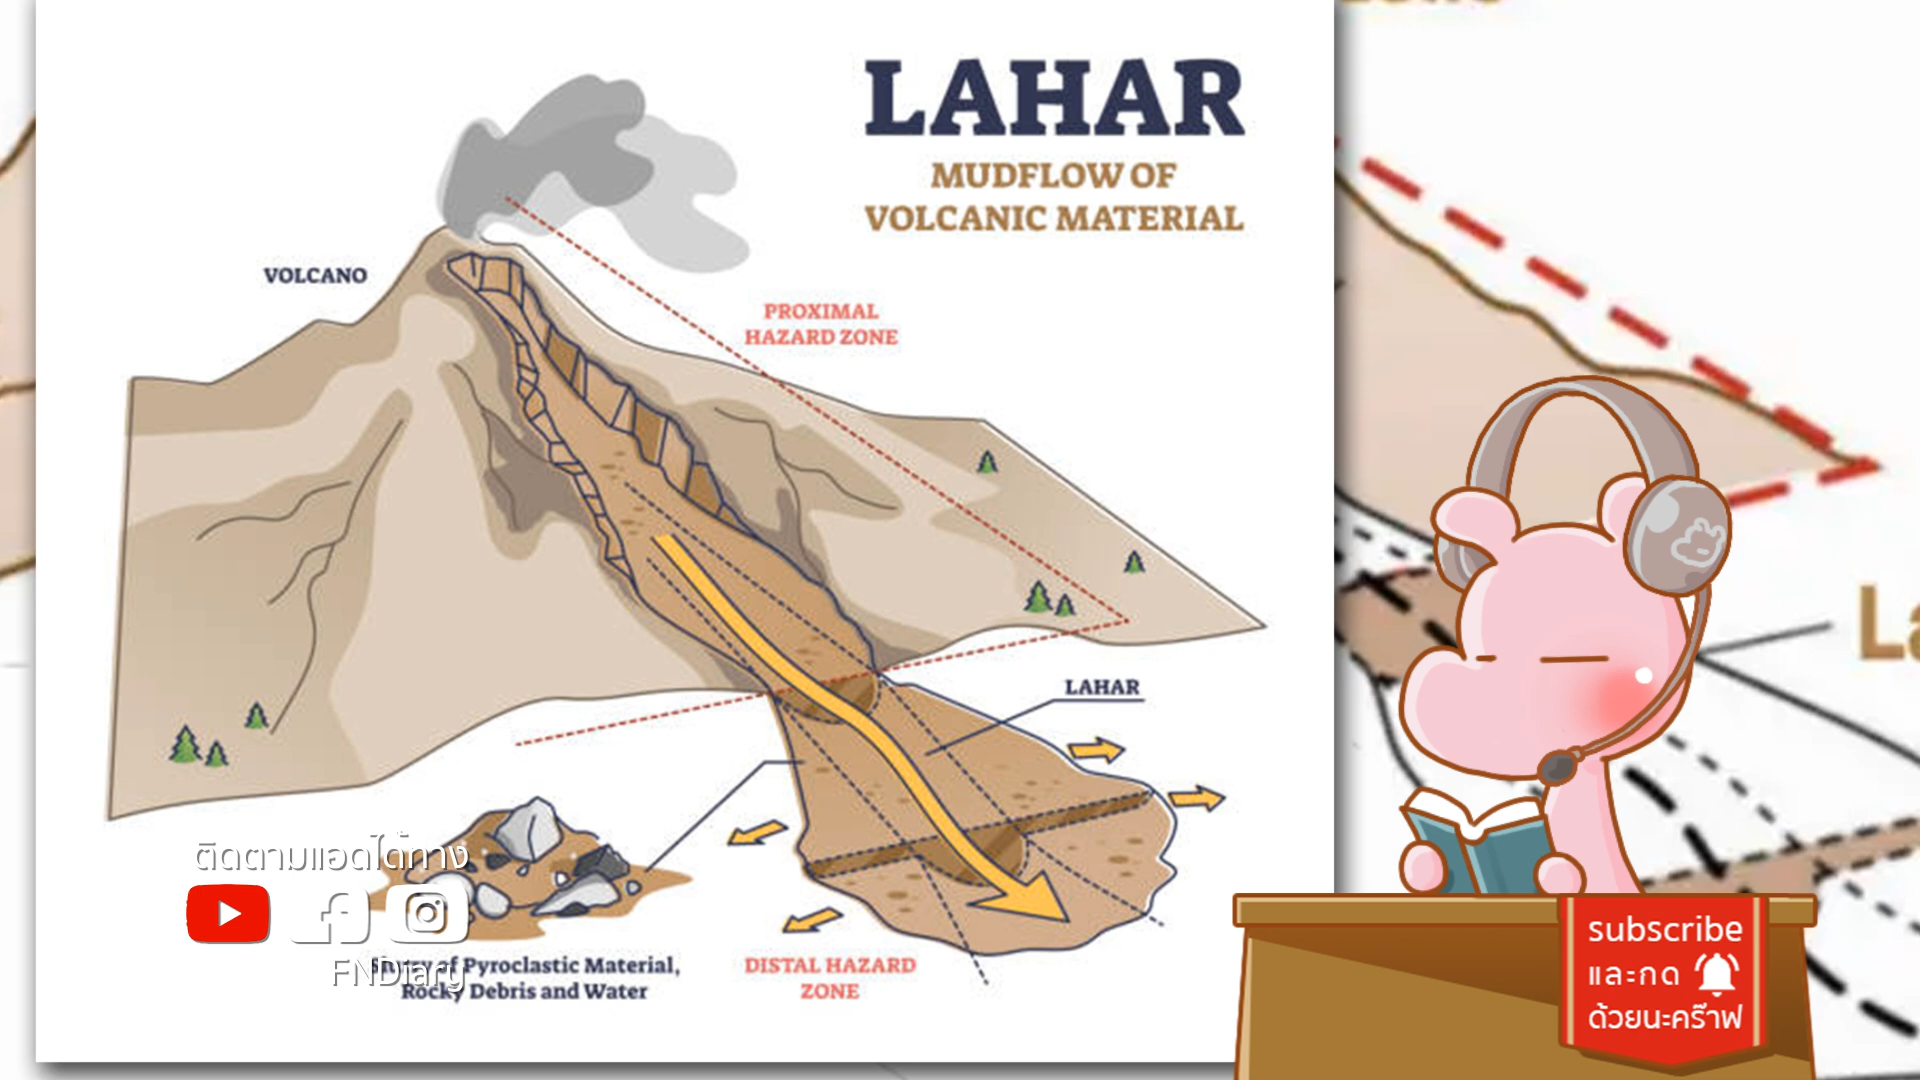 LAHAR
MUDFLOW OF
VOLCANIC MATERIAL
VOLCANO
PROXIMAL
HAZARD ZONE
LAHAR
La
ติดตามแอดได้ทาง
FNDiary
of Pyroclastic Material,
Rocky Debris and Water
DISTAL HAZARD
ZONE
subscribe
และกด
ด้วยนะคร๊าฟ